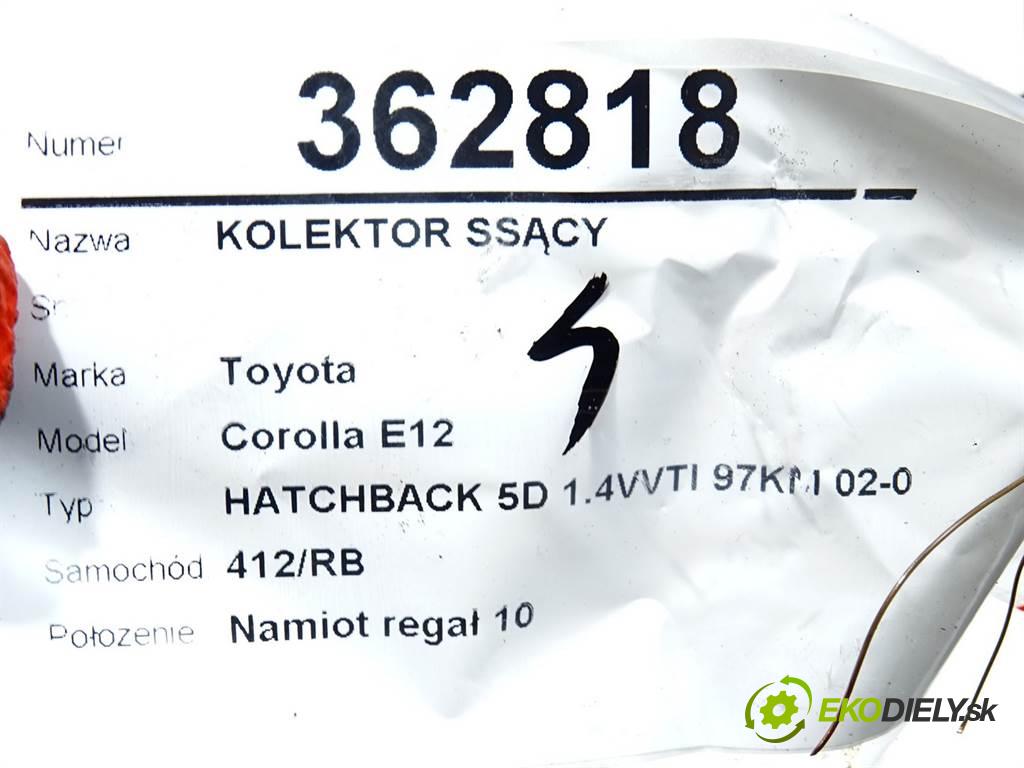 Numer 362818
Nazwa KOLEKTOR SSĄCY
Marka Toyota
Model Corolla E12
Typ HATCHBACK 5D 1.4VVTI 97KM 02-0
Samochód 412/RB
Położenie Namiot regał 10
EKODIELY.sk